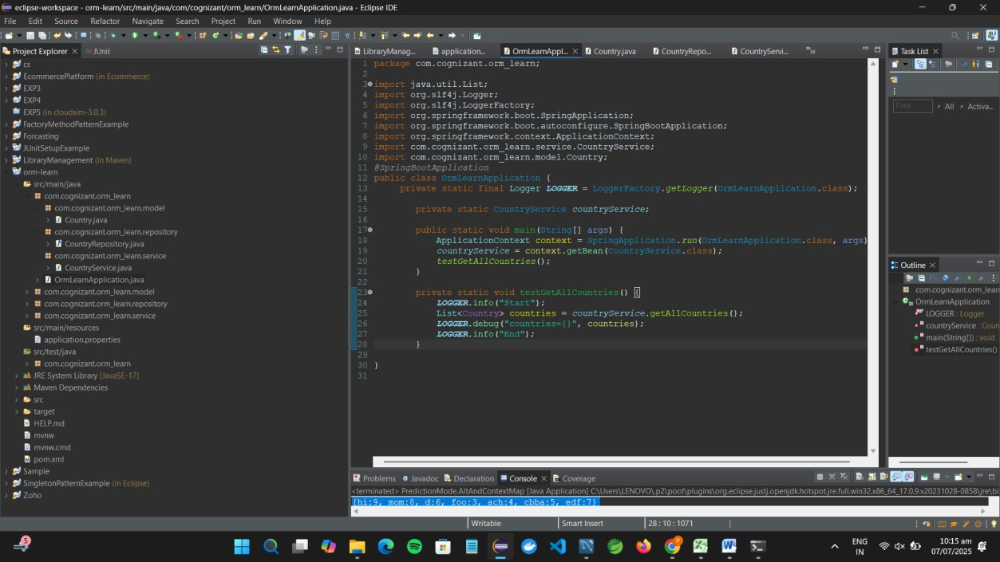 eclipse-workspace - orm-learn/src/main/java/com/cognizant/orm_learn/OrmLearnApplication.java - Eclipse IDE
File Edit Source Refactor Navigate Search Project Run Window Help
Project Explorer JUnit
cs
EcommercePlatform (in Ecommerce)
EXP3
EXP4
EXP5 (in cloudsim-3.0.3)
FactoryMethodPatternExample
Forcasting
JUnitSetupExample
LibraryManagement (in Maven)
orm-learn
src/main/java
com.cognizant.orm_learn
com.cognizant.orm_learn.model
Country.java
com.cognizant.orm_learn.repository
CountryRepository.java
com.cognizant.orm_learn.service
CountryService.java
OrmLearnApplication.java
com.cognizant.orm_learn.model
com.cognizant.orm_learn.repository
com.cognizant.orm_learn.service
src/main/resources
application.properties
src/test/java
com.cognizant.orm_learn
JRE System Library [JavaSE-17]
Maven Dependencies
src
target
HELP.md
mvnw
mvnw.cmd
pom.xml
Sample
SingletonPatternExample (in Eclipse)
Zoho
LibraryManag... application.... OrmLearnAppl... Country.java CountryRepo... CountryServi...
1 package com.cognizant.orm_learn;
2
3 import java.util.List;
4 import org.slf4j.Logger;
5 import org.slf4j.LoggerFactory;
6 import org.springframework.boot.SpringApplication;
7 import org.springframework.boot.autoconfigure.SpringBootApplication;
8 import org.springframework.context.ApplicationContext;
9 import com.cognizant.orm_learn.service.CountryService;
10 import com.cognizant.orm_learn.model.Country;
11 @SpringBootApplication
12 public class OrmLearnApplication {
13 private static final Logger LOGGER = LoggerFactory.getLogger(OrmLearnApplication.class);
14
15 private static CountryService countryService;
16
17 public static void main(String[] args) {
18 ApplicationContext context = SpringApplication.run(OrmLearnApplication.class, args)
19 countryService = context.getBean(CountryService.class);
20 testGetAllCountries();
21 }
22
23 private static void testGetAllCountries() {
24 LOGGER.info("Start");
25 List<Country> countries = countryService.getAllCountries();
26 LOGGER.debug("countries={}", countries);
27 LOGGER.info("End");
28 }
29
30 }
31
Task List
Find All Activa...
Outline
com.cognizant.orm_learn
OrmLearnApplication
LOGGER : Logger
countryService : Coun
main(String[]) : void
testGetAllCountries()
Problems Javadoc Declaration Console Coverage
<terminated> PredictionMode.AltAndContextMap [Java Application] C:\Users\LENOVO\.p2\pool\plugins\org.eclipse.justj.openjdk.hotspot.jre.full.win32.x86_64_17.0.9.v20231028-0858\jre\bi
{hi:9, mom:8, d:6, foo:3, ach:4, cbba:5, edf:7}
Writable Smart Insert 28 : 10 : 1071
5
ENG
IN
10:15 am
07/07/2025